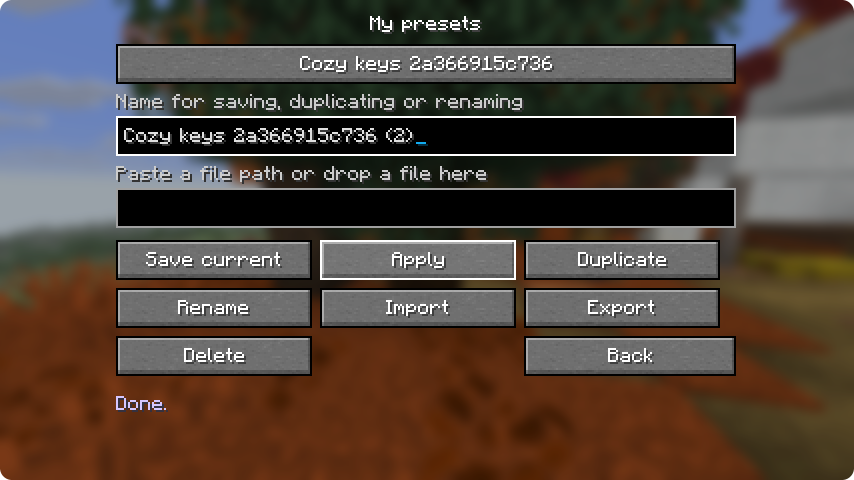 My presets
Cozy keys 2a366915c736
Name for saving, duplicating or renaming
Cozy keys 2a366915c736 (2)_
Paste a file path or drop a file here
Save current
Apply
Duplicate
Rename
Import
Export
Delete
Back
Done.